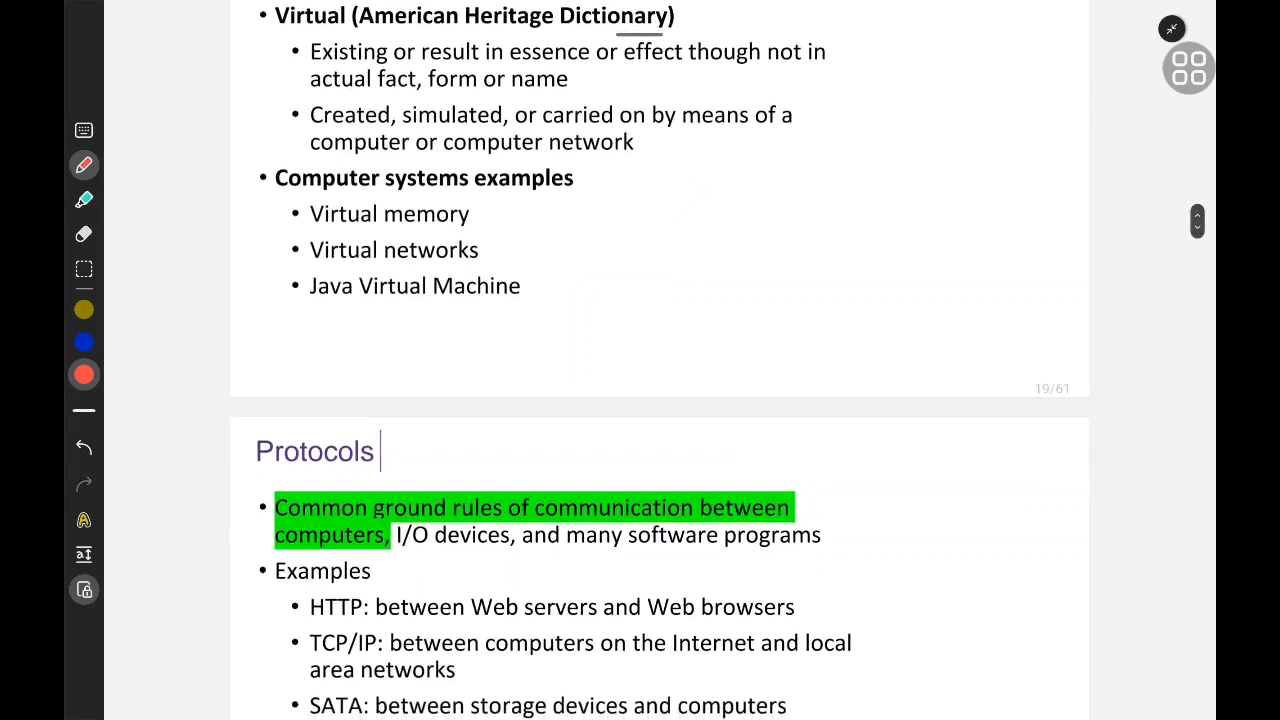 • Virtual (American Heritage Dictionary)
• Existing or result in essence or effect though not in
actual fact, form or name
• Created, simulated, or carried on by means of a
computer or computer network
• Computer systems examples
• Virtual memory
• Virtual networks
• Java Virtual Machine
19/61
Protocols
• Common ground rules of communication between
computers, I/O devices, and many software programs
• Examples
• HTTP: between Web servers and Web browsers
• TCP/IP: between computers on the Internet and local
area networks
• SATA: between storage devices and computers